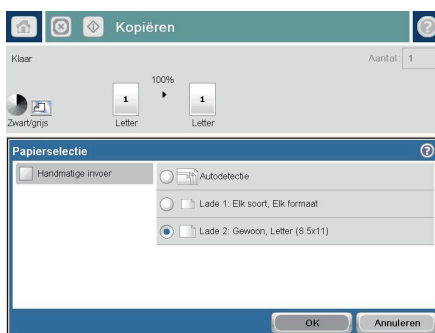 Kopiëren
Klaar
Aantal: 1
100%
1
1
Zwart/grijs
Letter
Letter
Papierselectie
Handmatige invoer
Autodetectie
Lade 1: Elk soort, Elk formaat
Lade 2: Gewoon, Letter (8.5x11)
OK
Annuleren